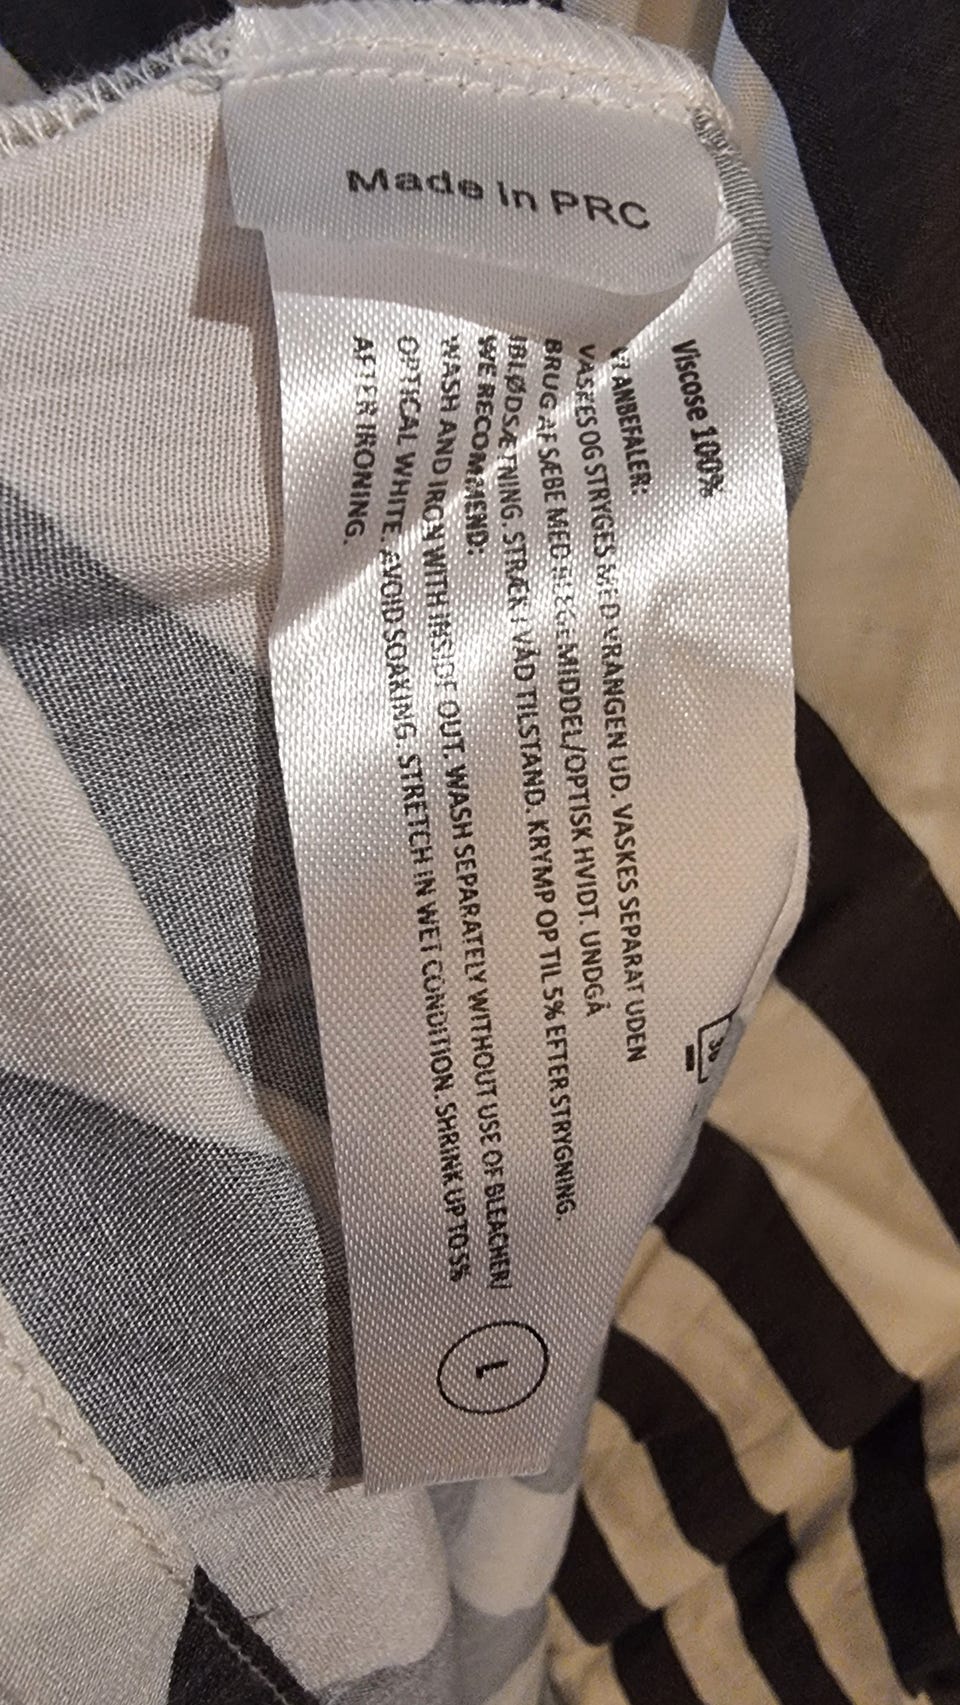 Made in PRC
Viscose 100%
30
VI ANBEFALER:
VASKES OG STRYGES MED VRANGEN UD. VASKES SEPARAT UDEN
BRUG AF SÆBE MED BLEGEMIDDEL/OPTISK HVIDT. UNDGÅ
IBLØDSÆTNING. STRÆK I VÅD TILSTAND. KRYMP OP TIL 5% EFTER STRYGNING.
WE RECOMMEND:
WASH AND IRON WITH INSIDE OUT. WASH SEPARATELY WITHOUT USE OF BLEACHER/
OPTICAL WHITE. AVOID SOAKING. STRETCH IN WET CONDITION. SHRINK UP TO 5%
AFTER IRONING.
L